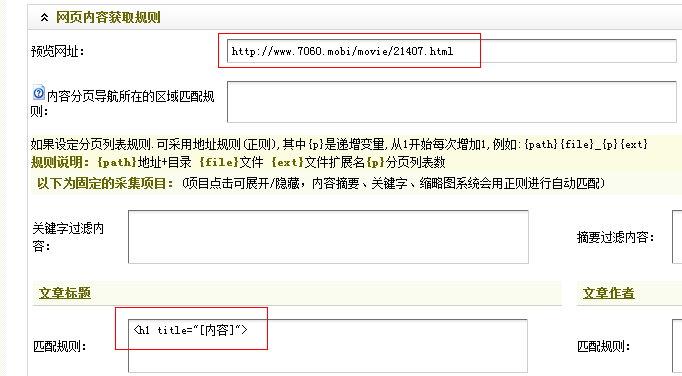 网页内容获取规则
预览网址：
http://www.7060.mobi/movie/21407.html
内容分页导航所在的区域匹配规
则：
如果设定分页列表规则.可采用地址规则(正则),其中{p}是递增变量,从1开始每次增加1,例如:{path}{file}_{p}{ext}
规则说明：{path}地址+目录 {file}文件 {ext}文件扩展名{p}分页列表数
以下为固定的采集项目：(项目点击可展开/隐藏，内容摘要、关键字、缩略图系统会用正则进行自动匹配)
关键字过滤内
容：
摘要过滤内容：
文章标题
文章作者
匹配规则：
<h1 title="[内容]">
匹配规则：